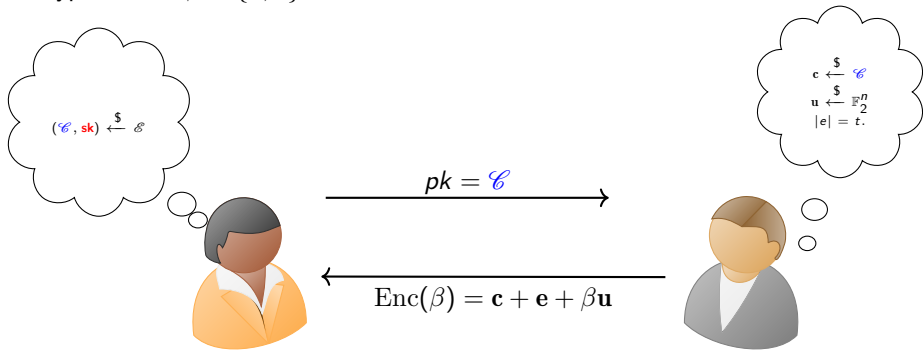 (𝒞, sk) ←$ ℰ
c ←$ 𝒞
u ←$ 𝔽₂ⁿ
|e| = t.
pk = 𝒞
Enc(β) = c + e + βu